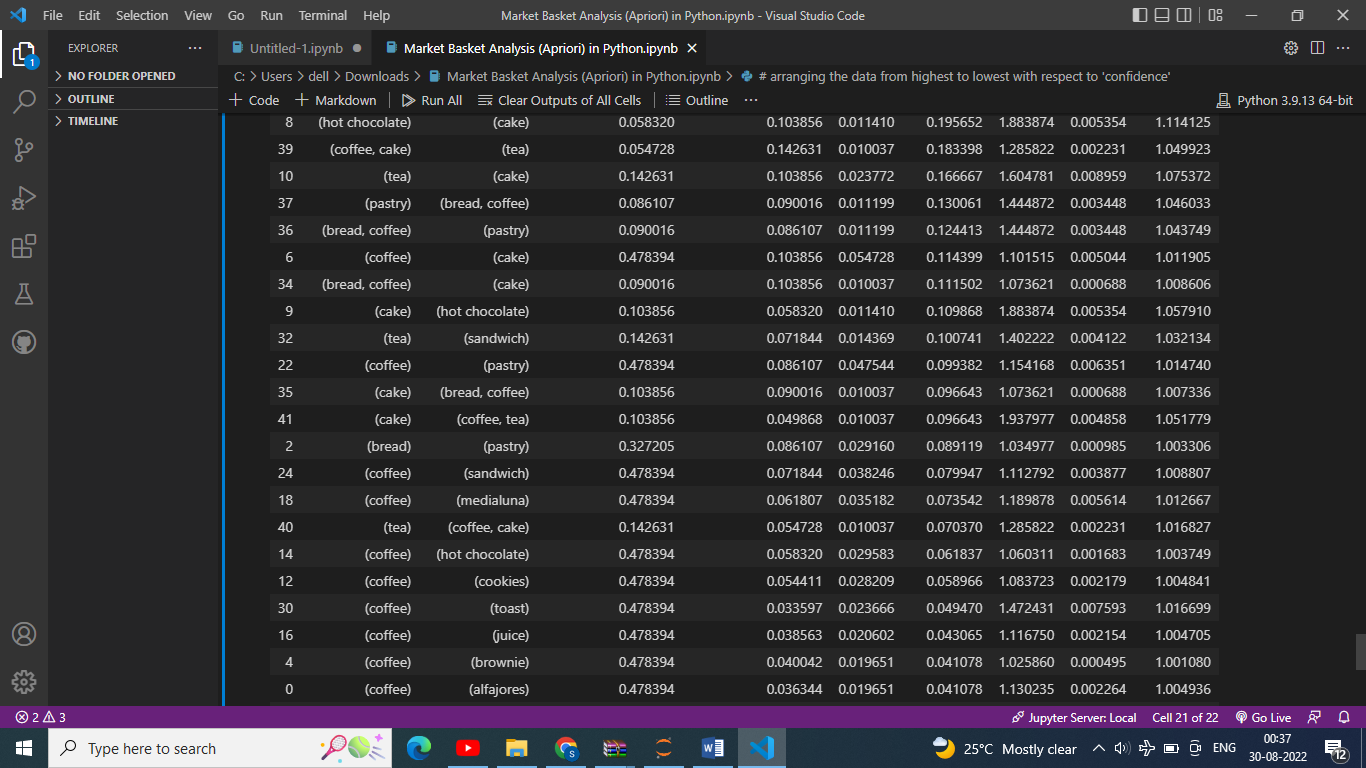 File Edit Selection View Go Run Terminal Help Market Basket Analysis (Apriori) in Python.ipynb - Visual Studio Code
EXPLORER ···
NO FOLDER OPENED
OUTLINE
TIMELINE
1
Untitled-1.ipynb ● Market Basket Analysis (Apriori) in Python.ipynb ×
C: > Users > dell > Downloads > Market Basket Analysis (Apriori) in Python.ipynb > # arranging the data from highest to lowest with respect to 'confidence'
+ Code + Markdown | Run All Clear Outputs of All Cells | Outline ··· Python 3.9.13 64-bit
8 (hot chocolate) (cake) 0.058320 0.103856 0.011410 0.195652 1.883874 0.005354 1.114125
39 (coffee, cake) (tea) 0.054728 0.142631 0.010037 0.183398 1.285822 0.002231 1.049923
10 (tea) (cake) 0.142631 0.103856 0.023772 0.166667 1.604781 0.008959 1.075372
37 (pastry) (bread, coffee) 0.086107 0.090016 0.011199 0.130061 1.444872 0.003448 1.046033
36 (bread, coffee) (pastry) 0.090016 0.086107 0.011199 0.124413 1.444872 0.003448 1.043749
6 (coffee) (cake) 0.478394 0.103856 0.054728 0.114399 1.101515 0.005044 1.011905
34 (bread, coffee) (cake) 0.090016 0.103856 0.010037 0.111502 1.073621 0.000688 1.008606
9 (cake) (hot chocolate) 0.103856 0.058320 0.011410 0.109868 1.883874 0.005354 1.057910
32 (tea) (sandwich) 0.142631 0.071844 0.014369 0.100741 1.402222 0.004122 1.032134
22 (coffee) (pastry) 0.478394 0.086107 0.047544 0.099382 1.154168 0.006351 1.014740
35 (cake) (bread, coffee) 0.103856 0.090016 0.010037 0.096643 1.073621 0.000688 1.007336
41 (cake) (coffee, tea) 0.103856 0.049868 0.010037 0.096643 1.937977 0.004858 1.051779
2 (bread) (pastry) 0.327205 0.086107 0.029160 0.089119 1.034977 0.000985 1.003306
24 (coffee) (sandwich) 0.478394 0.071844 0.038246 0.079947 1.112792 0.003877 1.008807
18 (coffee) (medialuna) 0.478394 0.061807 0.035182 0.073542 1.189878 0.005614 1.012667
40 (tea) (coffee, cake) 0.142631 0.054728 0.010037 0.070370 1.285822 0.002231 1.016827
14 (coffee) (hot chocolate) 0.478394 0.058320 0.029583 0.061837 1.060311 0.001683 1.003749
12 (coffee) (cookies) 0.478394 0.054411 0.028209 0.058966 1.083723 0.002179 1.004841
30 (coffee) (toast) 0.478394 0.033597 0.023666 0.049470 1.472431 0.007593 1.016699
16 (coffee) (juice) 0.478394 0.038563 0.020602 0.043065 1.116750 0.002154 1.004705
4 (coffee) (brownie) 0.478394 0.040042 0.019651 0.041078 1.025860 0.000495 1.001080
0 (coffee) (alfajores) 0.478394 0.036344 0.019651 0.041078 1.130235 0.002264 1.004936
2 3 Jupyter Server: Local Cell 21 of 22 Go Live
Type here to search 25°C Mostly clear ENG 00:37
30-08-2022 12